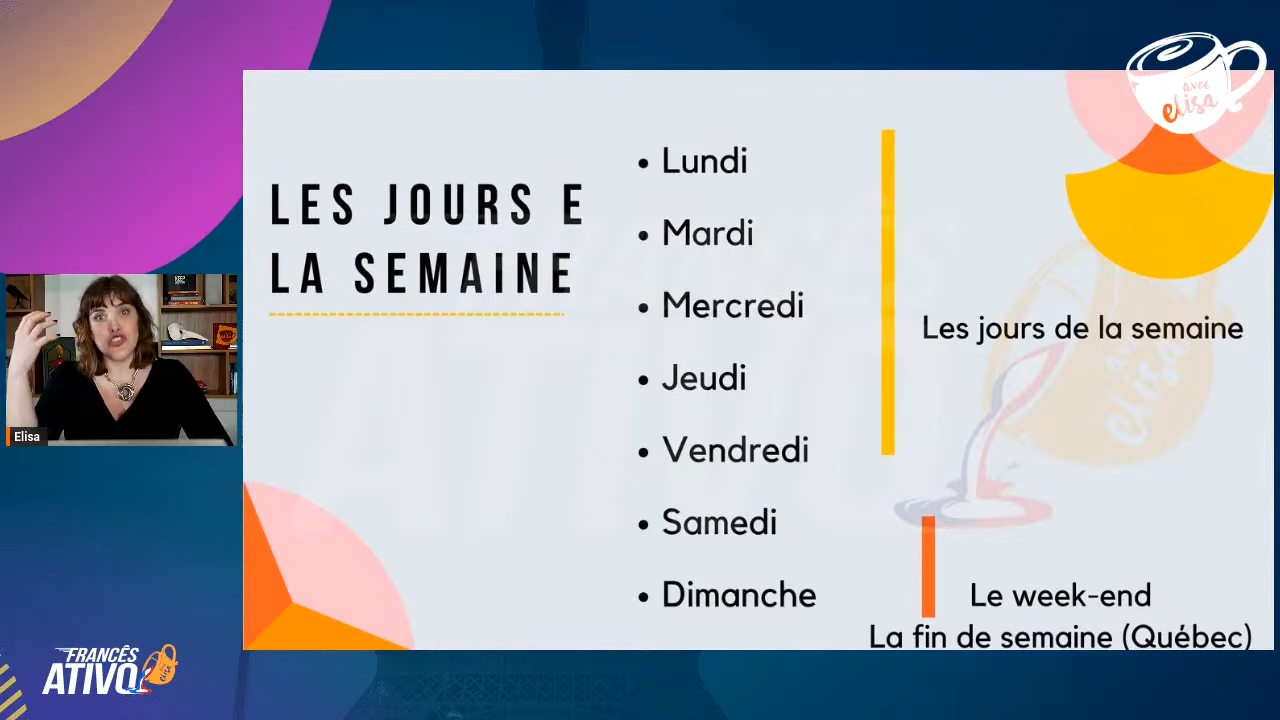 avec
elisa
LES JOURS E
LA SEMAINE
• Lundi
• Mardi
• Mercredi
• Jeudi
• Vendredi
• Samedi
• Dimanche
Les jours de la semaine
Le week-end
La fin de semaine (Québec)
Elisa
FRANCÊS
ATIVO
elisa